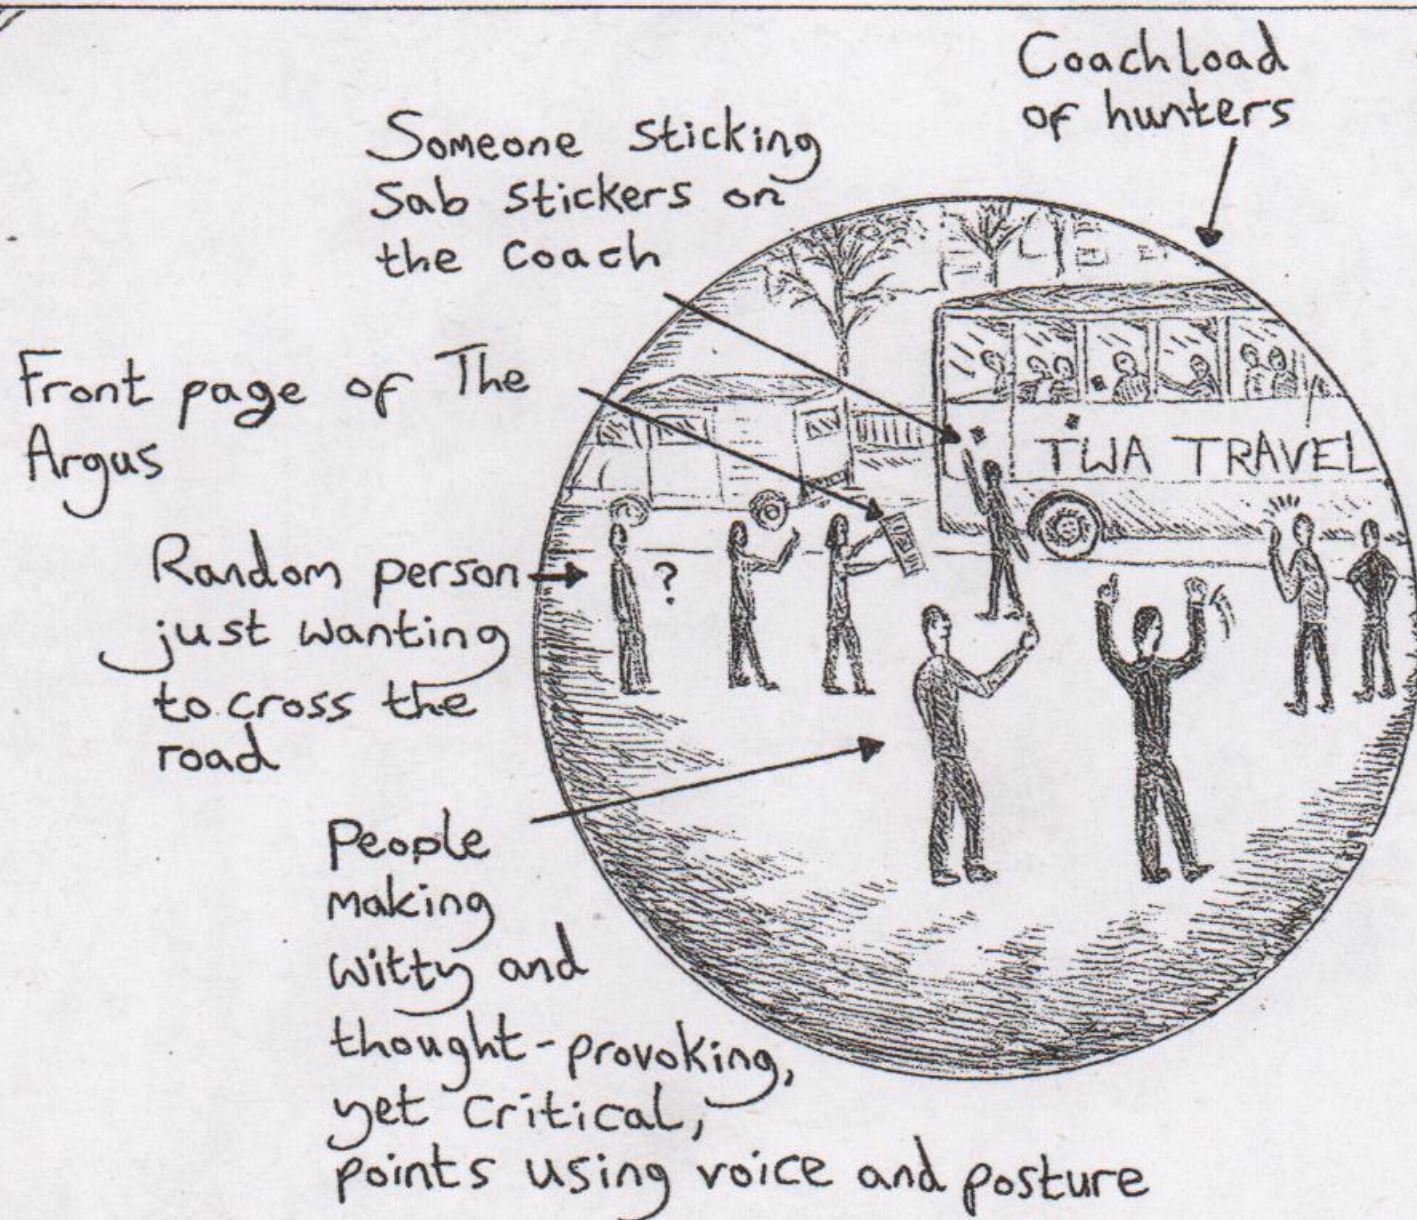 Coachload
of hunters
Someone sticking
Sab stickers on
the coach
Front page of The
Argus
Random person
just wanting
to cross the
road
?
TWA TRAVEL
People
making
witty and
thought-provoking,
yet critical,
points using voice and posture